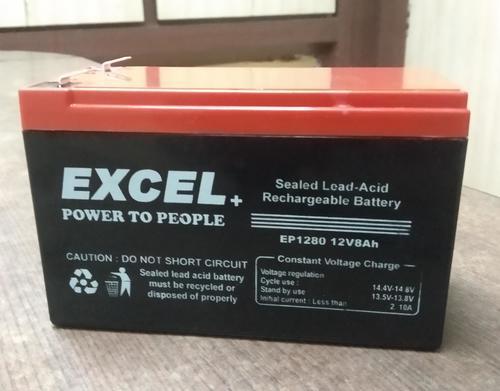 EXCEL+
POWER TO PEOPLE
CAUTION : DO NOT SHORT CIRCUIT
Sealed lead acid battery
must be recycled or
disposed of properly
Sealed Lead-Acid
Rechargeable Battery
EP1280 12V8Ah
Constant Voltage Charge
Voltage regulation
Cycle use : 14.4V-14.8V
Stand by use 13.5V-13.8V
Initial current : Less than 2.10A